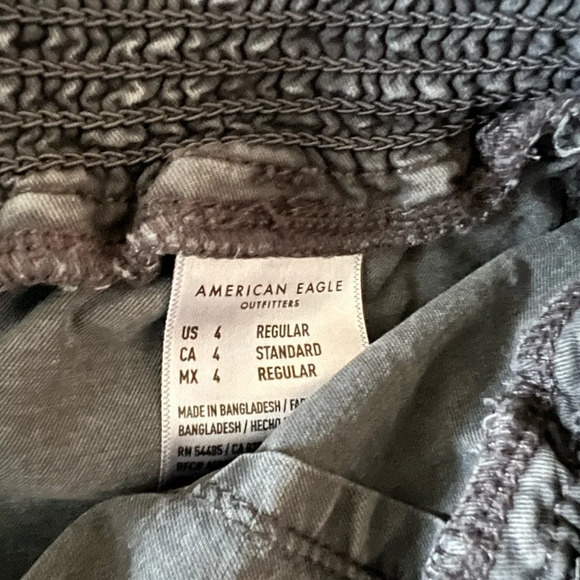 AMERICAN EAGLE
OUTFITTERS
US 4 REGULAR
CA 4 STANDARD
MX 4 REGULAR
MADE IN BANGLADESH /
BANGLADESH / HECHO
RN 54485 / CA